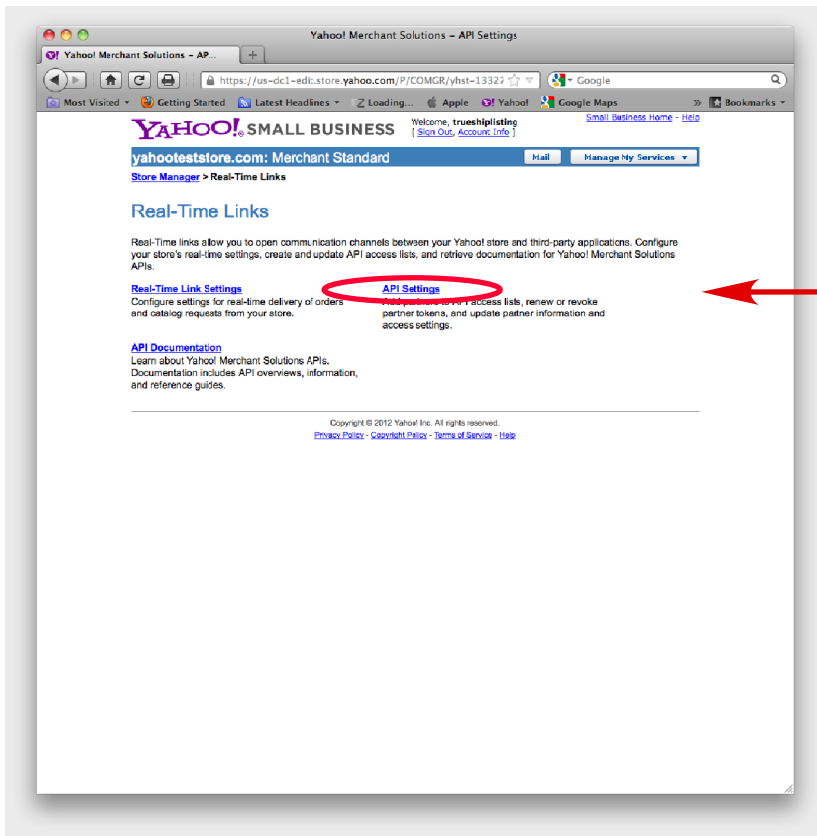 Yahoo! Merchant Solutions – API Settings
Yahoo! Merchant Solutions – AP...
https://us-dc1-edit.store.yahoo.com/P/COMGR/yhst-13327
Google
Most Visited
Getting Started
Latest Headlines
Loading...
Apple
Yahoo!
Google Maps
Bookmarks
YAHOO! SMALL BUSINESS
Welcome, trueshiplisting
[ Sign Out, Account Info ]
Small Business Home - Help
yahooteststore.com: Merchant Standard
Mail
Manage My Services
Store Manager > Real-Time Links
Real-Time Links
Real-Time links allow you to open communication channels between your Yahoo! store and third-party applications. Configure
your store's real-time settings, create and update API access lists, and retrieve documentation for Yahoo! Merchant Solutions
APIs.
Real-Time Link Settings
Configure settings for real-time delivery of orders
and catalog requests from your store.
API Settings
Add partners to API access lists, renew or revoke
partner tokens, and update partner information and
access settings.
API Documentation
Learn about Yahoo! Merchant Solutions APIs.
Documentation includes API overviews, information,
and reference guides.
Copyright © 2012 Yahoo! Inc. All rights reserved.
Privacy Policy - Copyright Policy - Terms of Service - Help